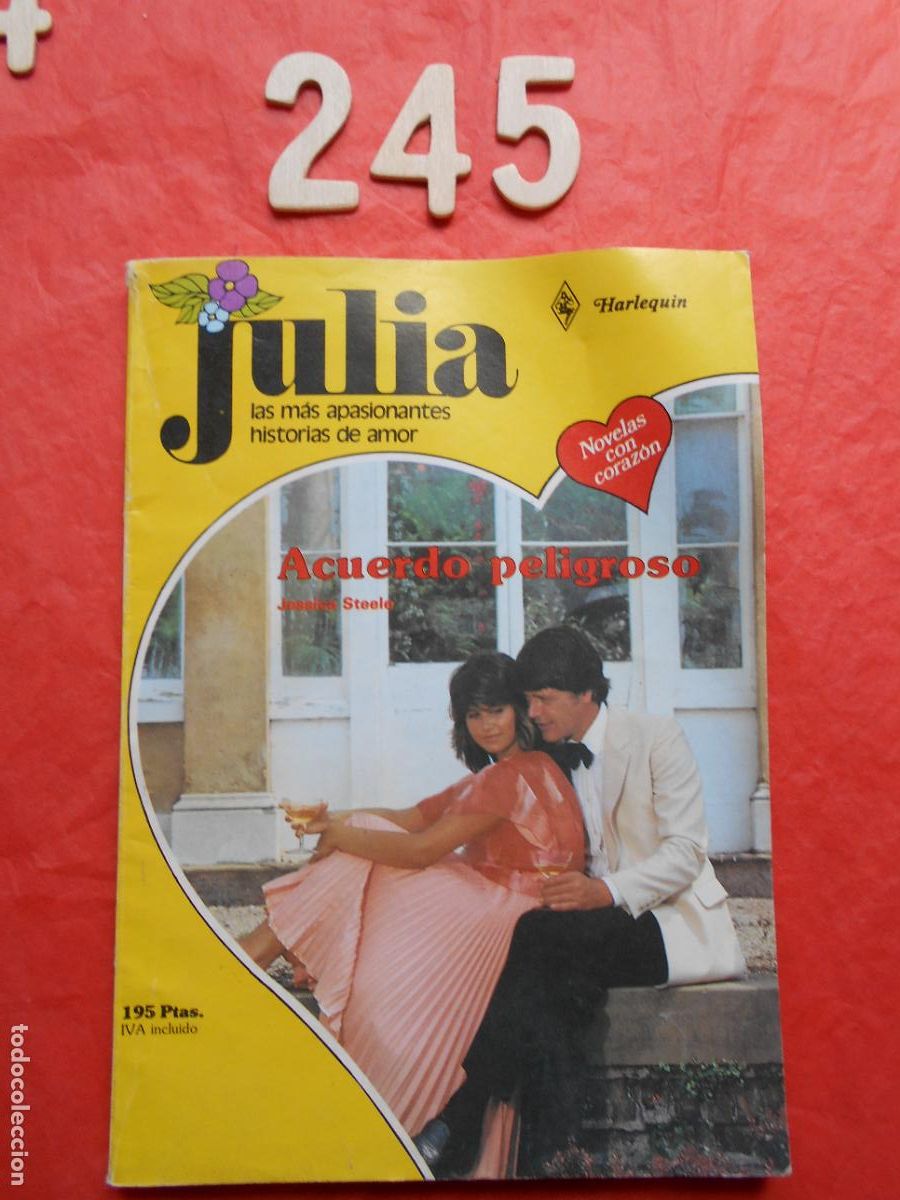 4
245
julia
Harlequin
las más apasionantes
historias de amor
Novelas
con
corazón
Acuerdo peligroso
Jessica Steele
195 Ptas.
IVA incluido
todocoleccion